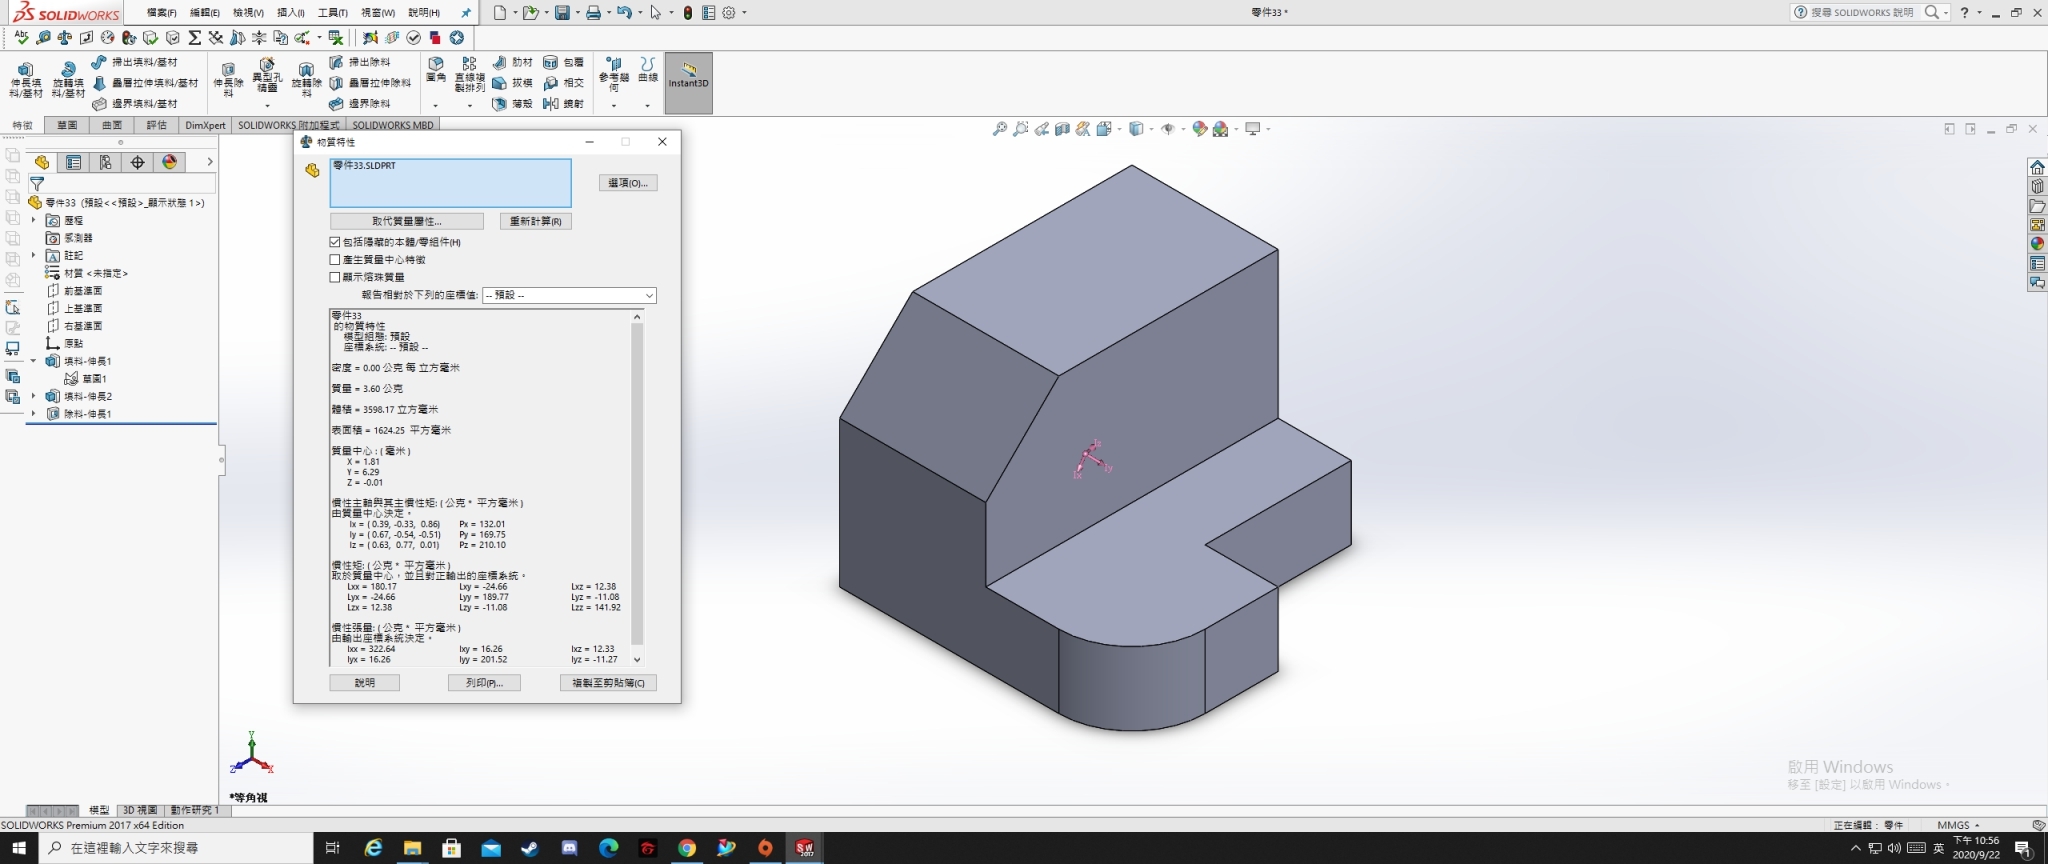 SOLIDWORKS 檔案(F) 編輯(E) 檢視(V) 插入(I) 工具(T) 視窗(W) 說明(H) 零件33 * 搜尋 SOLIDWORKS 說明
伸長填料/基材 旋轉填料/基材 掃出填料/基材 疊層拉伸填料/基材 邊界填料/基材 伸長除料 異型孔精靈 旋轉除料 掃出除料 疊層拉伸除料 邊界除料 圓角 直線複製排列 肋材 拔模 薄殼 包覆 相交 鏡射 參考幾何 曲線 Instant3D
特徵 草圖 曲面 評估 DimXpert SOLIDWORKS 附加程式 SOLIDWORKS MBD
零件33 (預設<<預設>_顯示狀態 1>)
歷程
感測器
註記
材質 <未指定>
前基準面
上基準面
右基準面
原點
填料-伸長1
草圖1
填料-伸長2
除料-伸長1
物質特性
零件33.SLDPRT
選項(O)...
取代質量屬性... 重新計算(R)
包括隱藏的本體/零組件(H)
產生質量中心特徵
顯示熔珠質量
報告相對於下列的座標值: -- 預設 --
零件33
的物質特性
模型組態: 預設
座標系統: -- 預設 --
密度 = 0.00 公克 每 立方毫米
質量 = 3.60 公克
體積 = 3598.17 立方毫米
表面積 = 1624.25 平方毫米
質量中心 : ( 毫米 )
X = 1.81
Y = 6.29
Z = -0.01
慣性主軸與其主慣性矩: ( 公克 * 平方毫米 )
由質量中心決定。
Ix = ( 0.39, -0.33, 0.86) Px = 132.01
Iy = ( 0.67, -0.54, -0.51) Py = 169.75
Iz = ( 0.63, 0.77, 0.01) Pz = 210.10
慣性矩: ( 公克 * 平方毫米 )
取於質量中心，並且對正輸出的座標系統。
Lxx = 180.17 Lxy = -24.66 Lxz = 12.38
Lyx = -24.66 Lyy = 189.77 Lyz = -11.08
Lzx = 12.38 Lzy = -11.08 Lzz = 141.92
慣性張量: ( 公克 * 平方毫米 )
由輸出座標系統決定。
Ixx = 322.64 Ixy = 16.26 Ixz = 12.33
Iyx = 16.26 Iyy = 201.52 Iyz = -11.27
說明 列印(P)... 複製至剪貼簿(C)
Iz
Iy
Ix
Y
Z X
*等角視
啟用 Windows
移至 [設定] 以啟用 Windows。
模型 3D 視圖 動作研究 1
SOLIDWORKS Premium 2017 x64 Edition 正在編輯： 零件 MMGS
在這裡輸入文字來搜尋 英 下午 10:56
2020/9/22